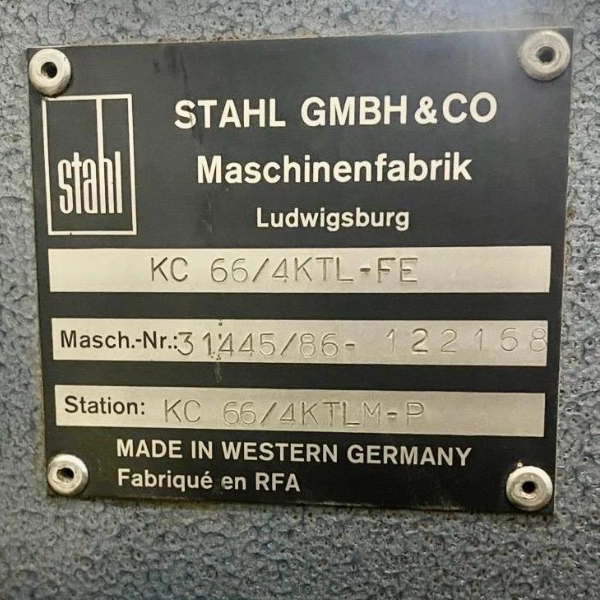 stahl
STAHL GMBH & CO
Maschinenfabrik
Ludwigsburg
KC 66/4KTL-FE
Masch.-Nr.: 31445/86- 122168
Station: KC 66/4KTLM-P
MADE IN WESTERN GERMANY
Fabriqué en RFA